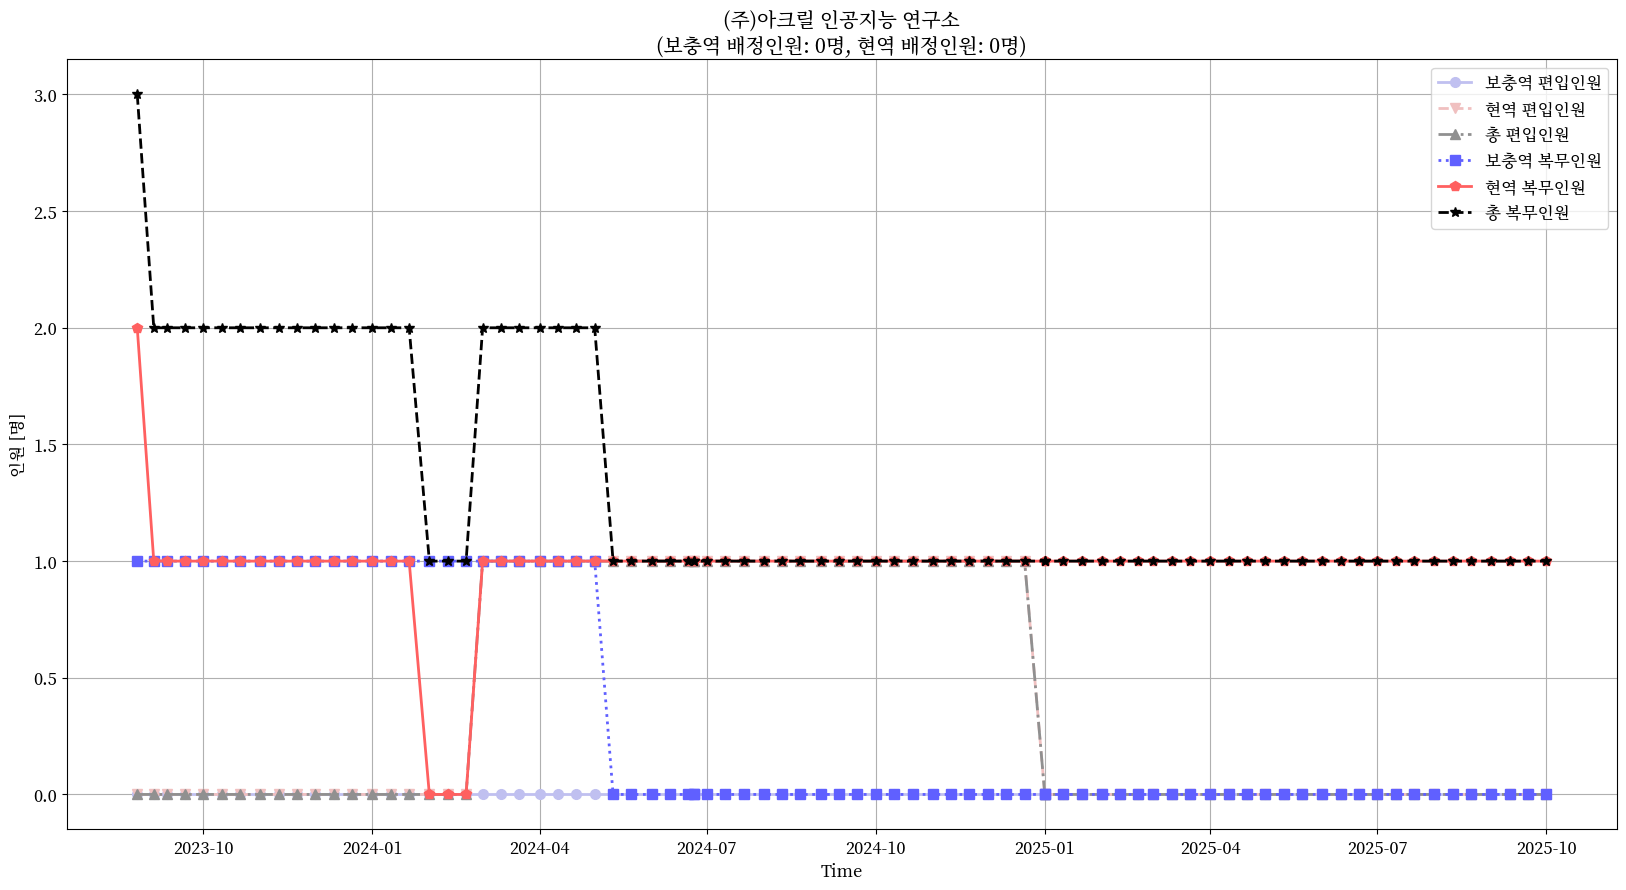 (주)아크릴 인공지능 연구소
(보충역 배정인원: 0명, 현역 배정인원: 0명)
보충역 편입인원
현역 편입인원
총 편입인원
보충역 복무인원
현역 복무인원
총 복무인원
인원 [명]
3.0
2.5
2.0
1.5
1.0
0.5
0.0
2023-10
2024-01
2024-04
2024-07
2024-10
2025-01
2025-04
2025-07
2025-10
Time